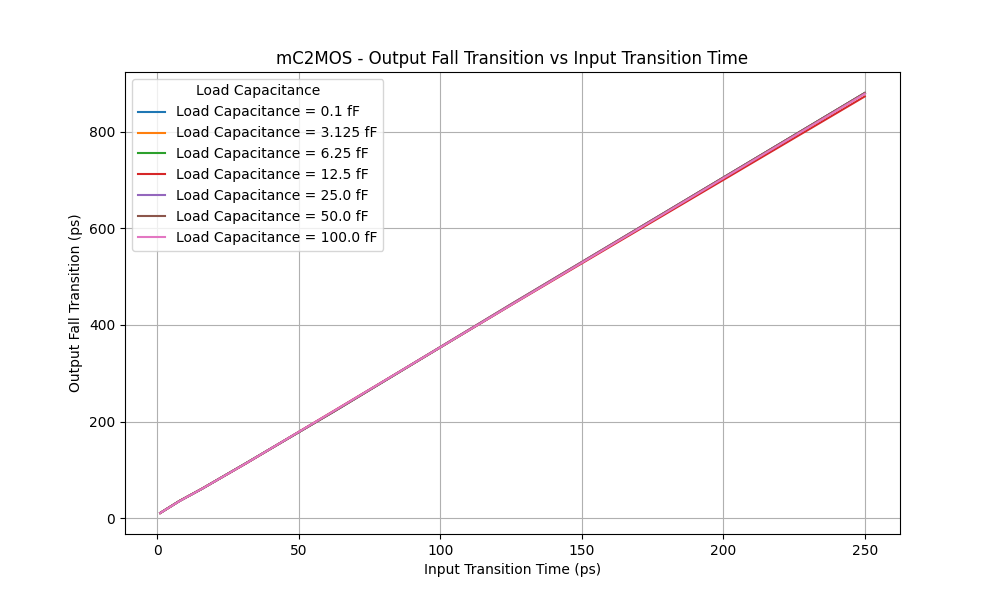 mC2MOS - Output Fall Transition vs Input Transition Time
Load Capacitance
Load Capacitance = 0.1 fF
Load Capacitance = 3.125 fF
Load Capacitance = 6.25 fF
Load Capacitance = 12.5 fF
Load Capacitance = 25.0 fF
Load Capacitance = 50.0 fF
Load Capacitance = 100.0 fF
Output Fall Transition (ps)
800
600
400
200
0
0 50 100 150 200 250
Input Transition Time (ps)